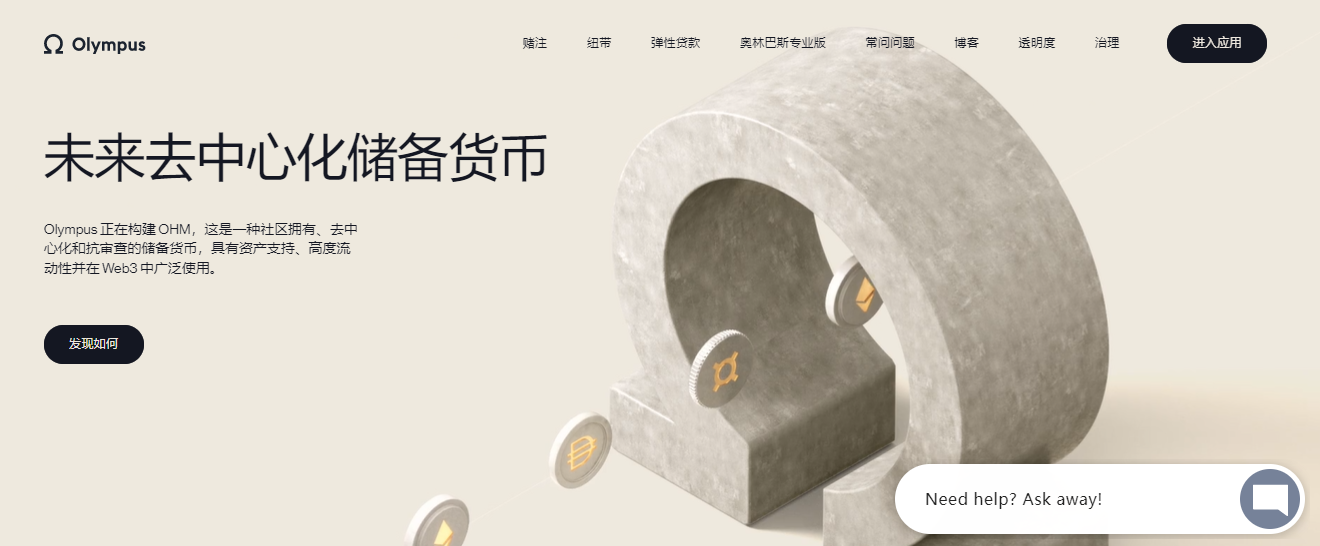 Olympus
赌注 纽带 弹性贷款 奥林巴斯专业版 常问问题 博客 透明度 治理 进入应用
未来去中心化储备货币
Olympus 正在构建 OHM，这是一种社区拥有、去中
心化和抗审查的储备货币，具有资产支持、高度流
动性并在 Web3 中广泛使用。
发现如何
Need help? Ask away!